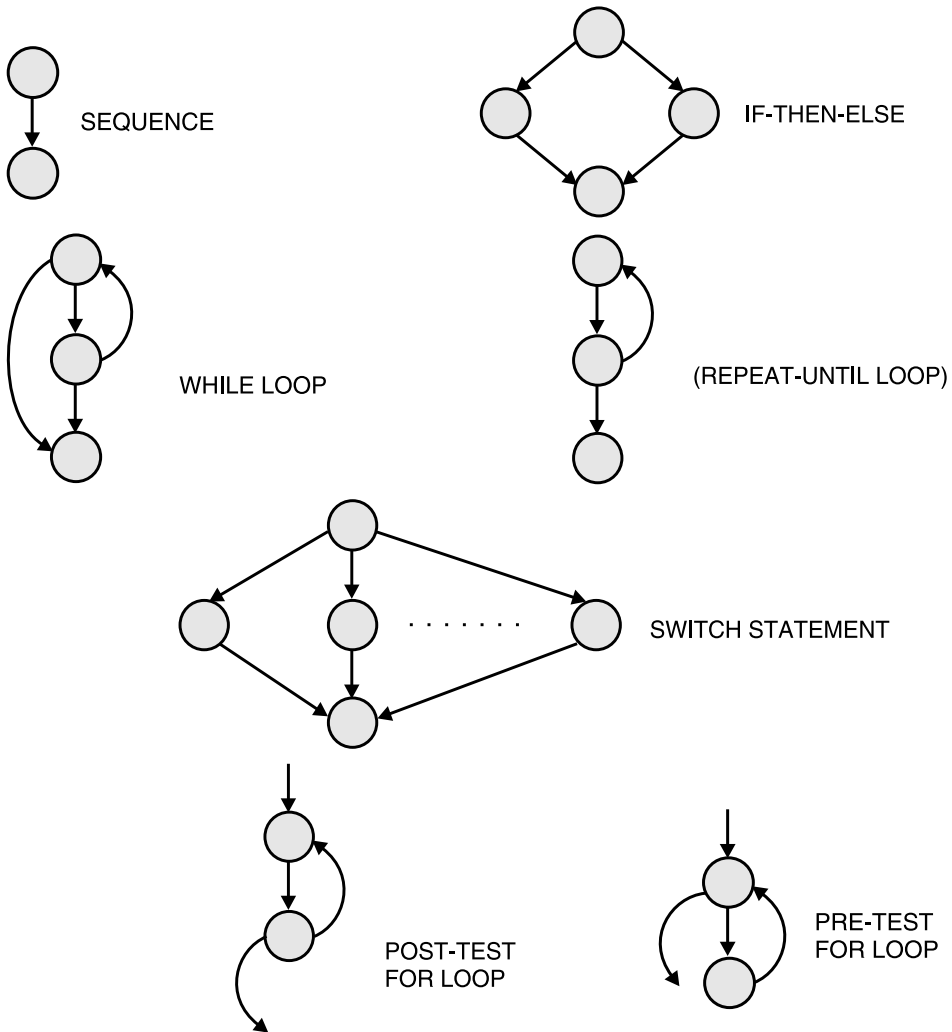 SEQUENCE
IF-THEN-ELSE
WHILE LOOP
(REPEAT-UNTIL LOOP)
. . . . . . .
SWITCH STATEMENT
POST-TEST
FOR LOOP
PRE-TEST
FOR LOOP